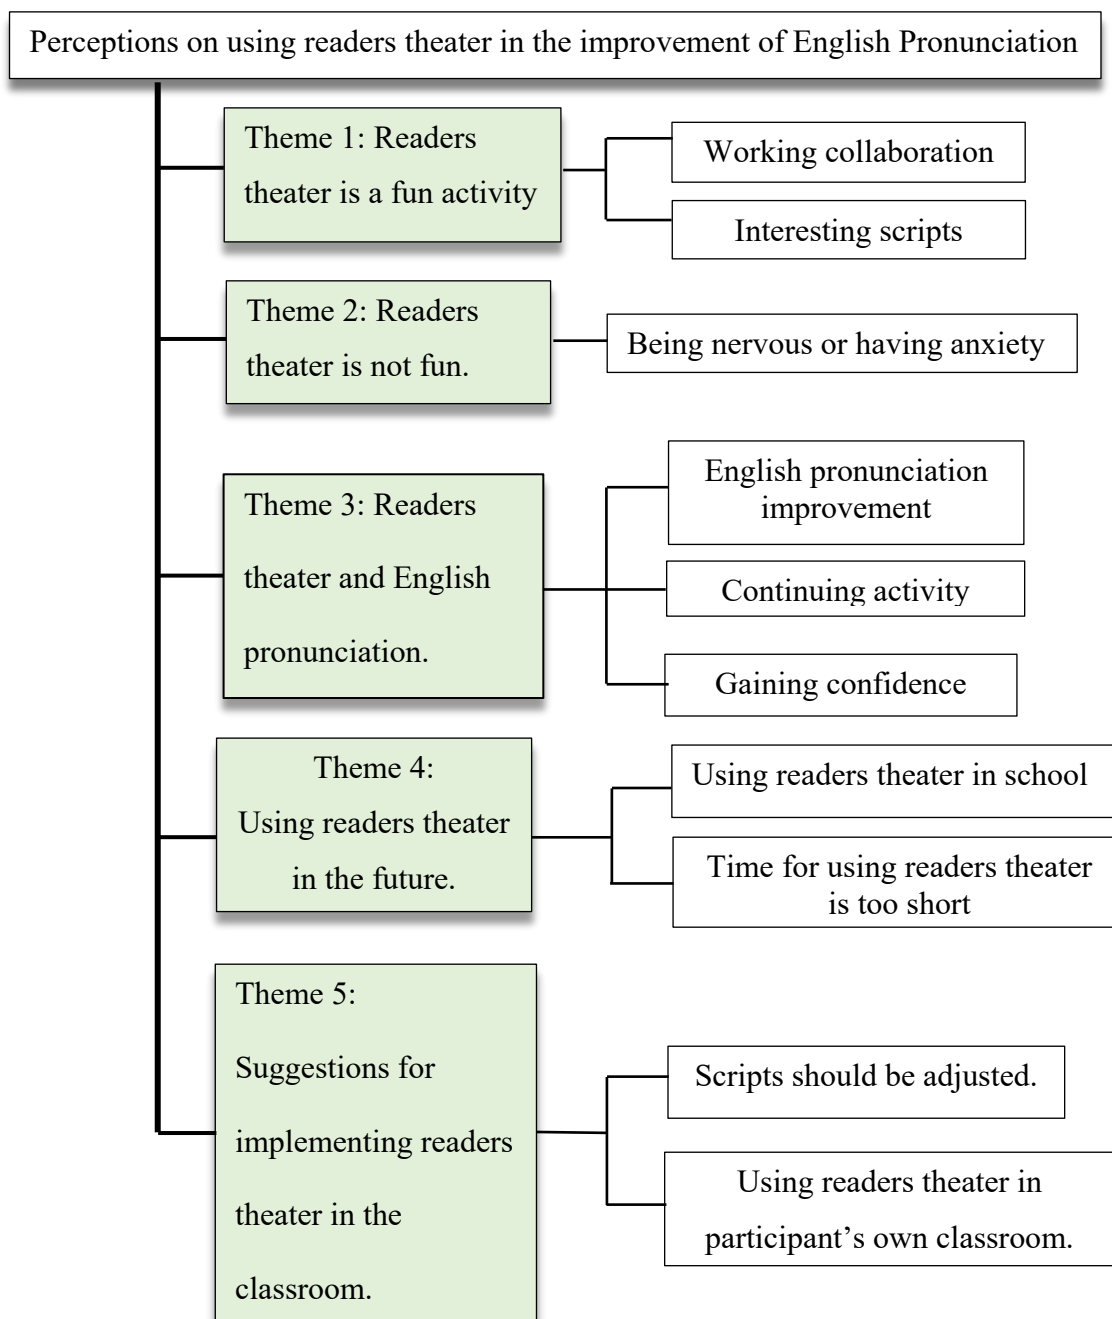 Perceptions on using readers theater in the improvement of English Pronunciation
Theme 1: Readers
theater is a fun activity
Working collaboration
Interesting scripts
Theme 2: Readers
theater is not fun.
Being nervous or having anxiety
Theme 3: Readers
theater and English
pronunciation.
English pronunciation
improvement
Continuing activity
Gaining confidence
Theme 4:
Using readers theater
in the future.
Using readers theater in school
Time for using readers theater
is too short
Theme 5:
Suggestions for
implementing readers
theater in the
classroom.
Scripts should be adjusted.
Using readers theater in
participant’s own classroom.